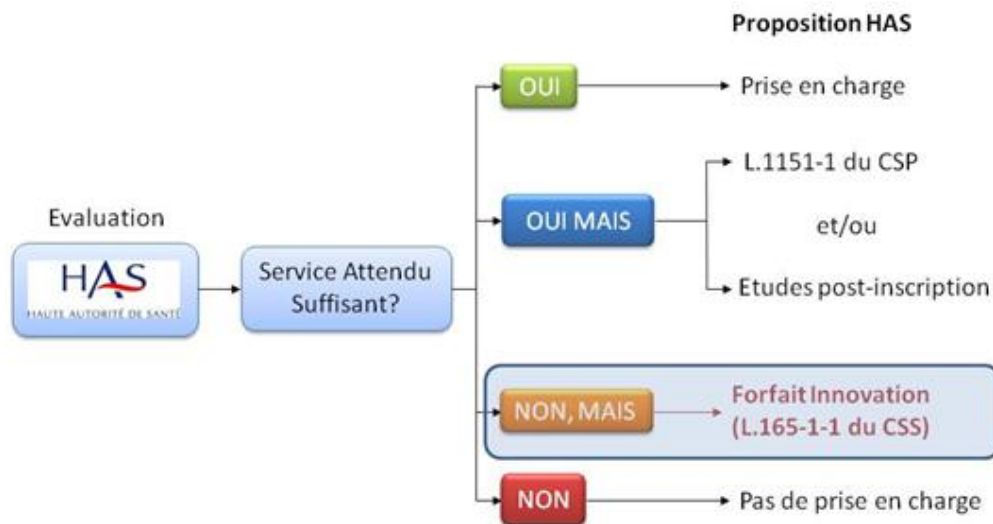 Proposition HAS
OUI
Prise en charge
L.1151-1 du CSP
Evaluation
OUI MAIS
et/ou
HAS
HAUTE AUTORITÉ DE SANTÉ
Service Attendu
Suffisant?
Etudes post-inscription
NON, MAIS
Forfait Innovation
(L.165-1-1 du CSS)
NON
Pas de prise en charge